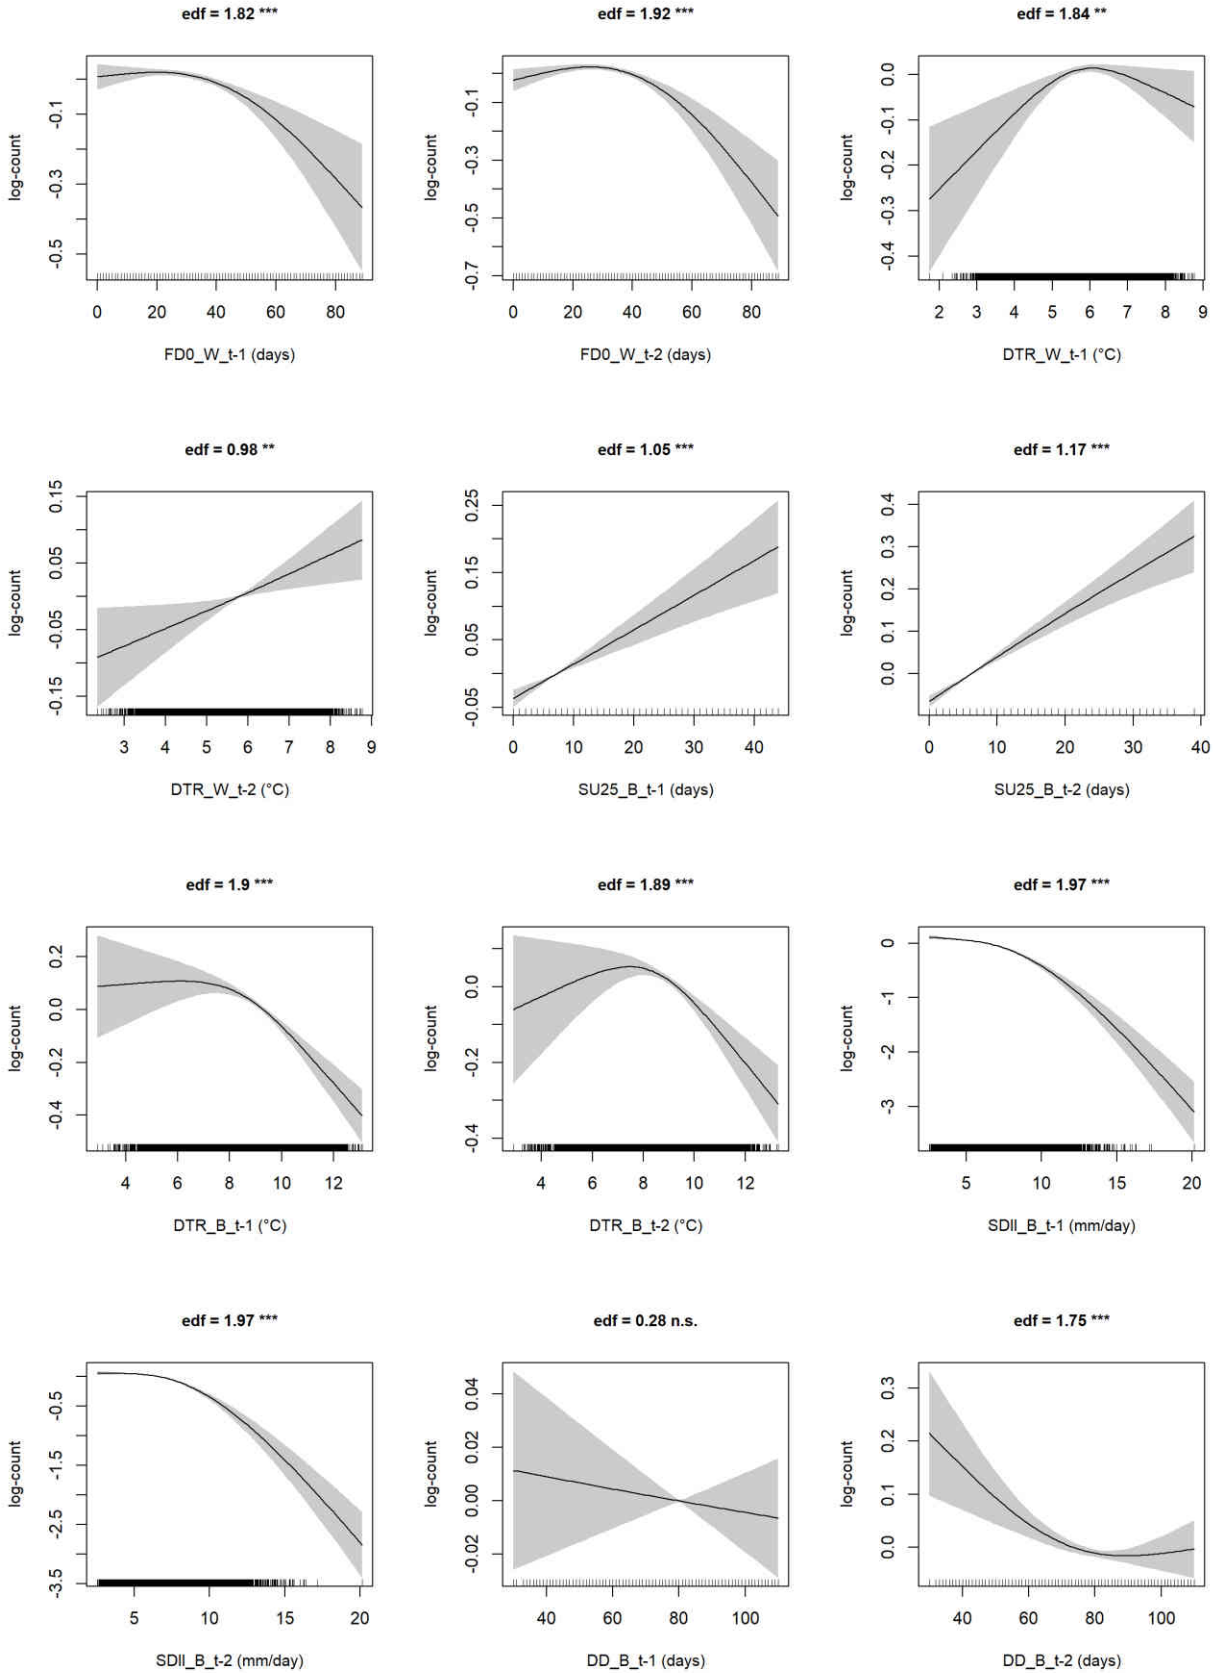 edf = 1.82 ***
edf = 1.92 ***
edf = 1.84 **
log-count
-0.1
-0.3
-0.5
0 20 40 60 80
FD0_W_t-1 (days)
log-count
-0.1
-0.3
-0.5
-0.7
0 20 40 60 80
FD0_W_t-2 (days)
log-count
0.0
-0.1
-0.2
-0.3
-0.4
2 3 4 5 6 7 8 9
DTR_W_t-1 (°C)
edf = 0.98 **
edf = 1.05 ***
edf = 1.17 ***
log-count
0.15
0.05
-0.05
-0.15
3 4 5 6 7 8 9
DTR_W_t-2 (°C)
log-count
0.25
0.15
0.05
-0.05
0 10 20 30 40
SU25_B_t-1 (days)
log-count
0.4
0.3
0.2
0.1
0.0
0 10 20 30 40
SU25_B_t-2 (days)
edf = 1.9 ***
edf = 1.89 ***
edf = 1.97 ***
log-count
0.2
0.0
-0.2
-0.4
4 6 8 10 12
DTR_B_t-1 (°C)
log-count
0.0
-0.2
-0.4
4 6 8 10 12
DTR_B_t-2 (°C)
log-count
0
-1
-2
-3
5 10 15 20
SDII_B_t-1 (mm/day)
edf = 1.97 ***
edf = 0.28 n.s.
edf = 1.75 ***
log-count
-0.5
-1.5
-2.5
-3.5
5 10 15 20
SDII_B_t-2 (mm/day)
log-count
0.04
0.02
0.00
-0.02
40 60 80 100
DD_B_t-1 (days)
log-count
0.3
0.2
0.1
0.0
40 60 80 100
DD_B_t-2 (days)